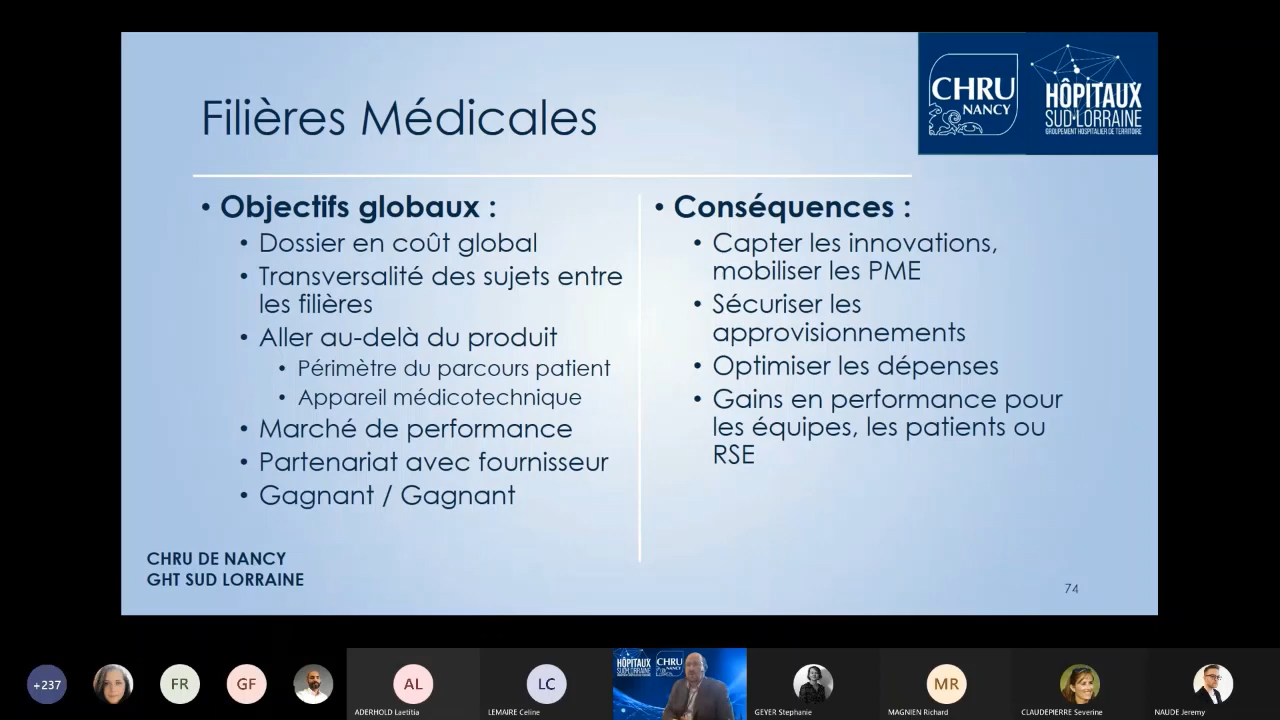 CHRU
NANCY
HÔPITAUX
SUD-LORRAINE
GROUPEMENT HOSPITALIER DE TERRITOIRE
Filières Médicales
• Objectifs globaux :
• Dossier en coût global
• Transversalité des sujets entre
les filières
• Aller au-delà du produit
• Périmètre du parcours patient
• Appareil médicotechnique
• Marché de performance
• Partenariat avec fournisseur
• Gagnant / Gagnant
• Conséquences :
• Capter les innovations,
mobiliser les PME
• Sécuriser les
approvisionnements
• Optimiser les dépenses
• Gains en performance pour
les équipes, les patients ou
RSE
CHRU DE NANCY
GHT SUD LORRAINE
74
+237
FR
GF
AL
ADERHOLD Laetitia
LC
LEMAIRE Celine
HÔPITAUX
SUD-LORRAINE
CHRU
NANCY
GEYER Stephanie
MR
MAGNIEN Richard
CLAUDEPIERRE Severine
NAUDE Jeremy